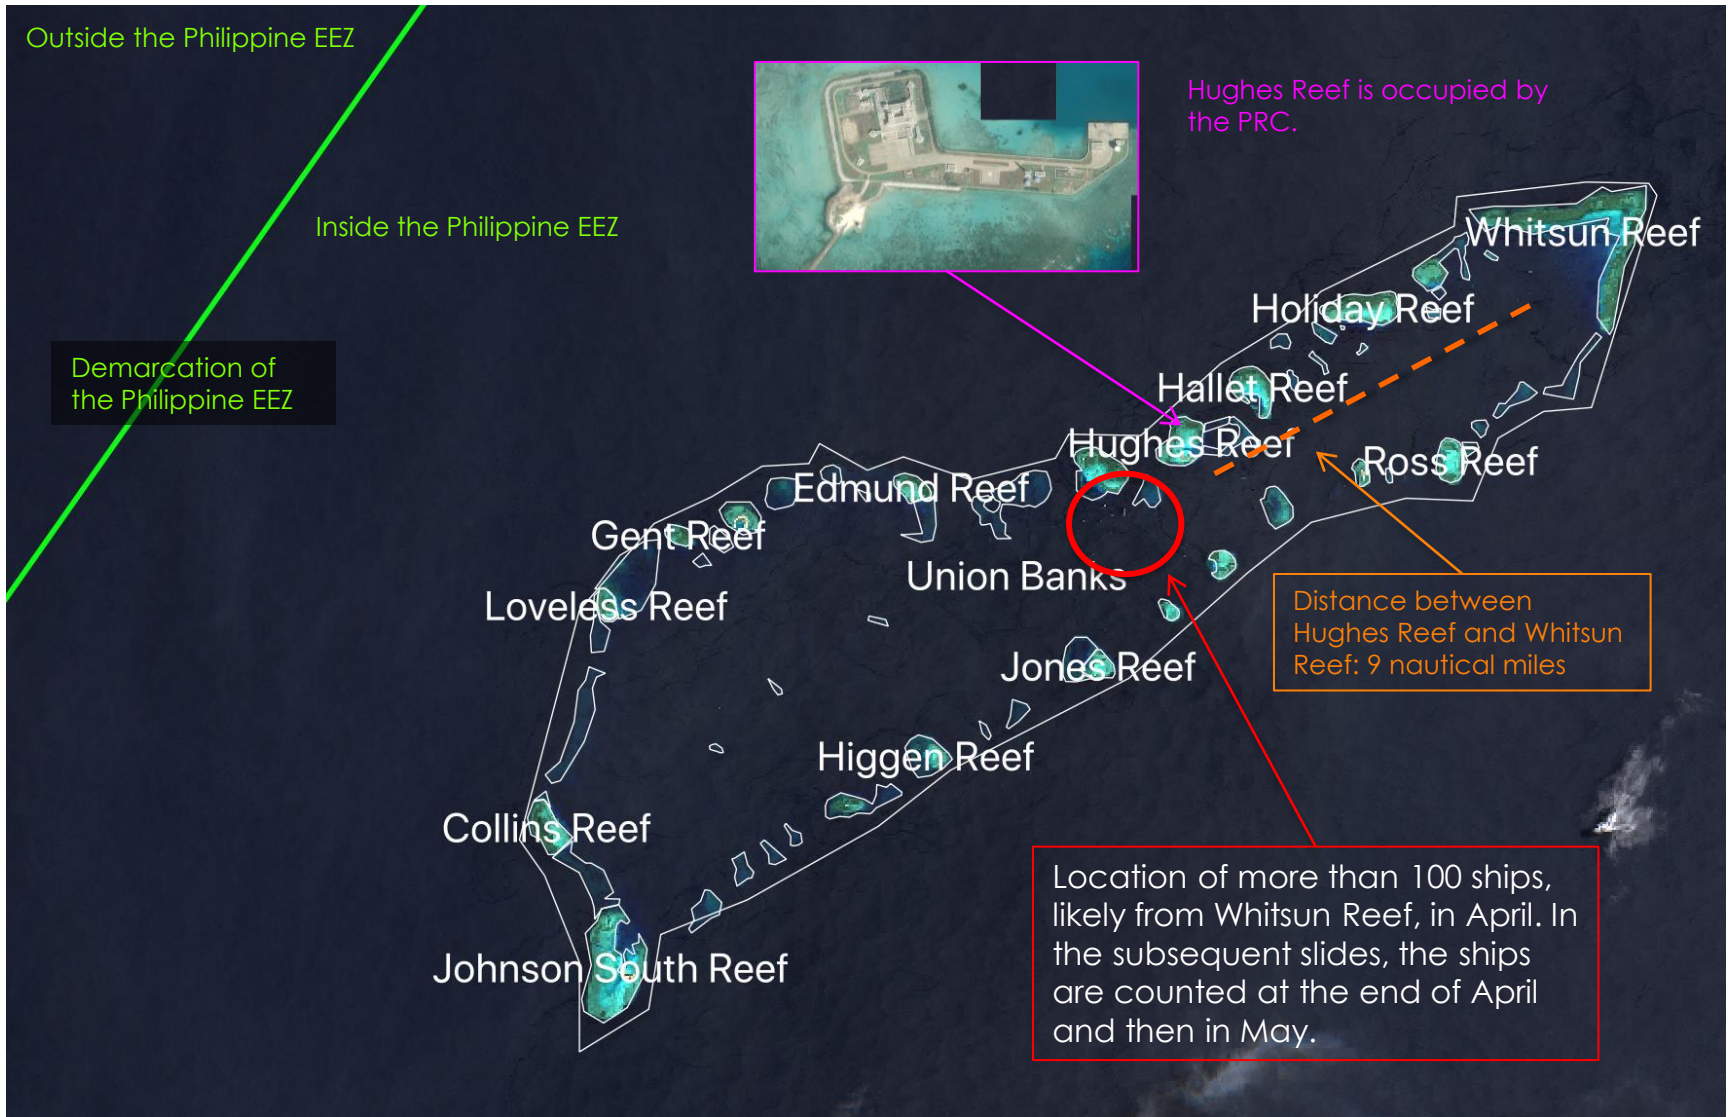 Outside the Philippine EEZ
Hughes Reef is occupied by
the PRC.
Inside the Philippine EEZ
Whitsun Reef
Holiday Reef
Demarcation of
the Philippine EEZ
Hallet Reef
Hughes Reef
Ross Reef
Edmund Reef
Gent Reef
Union Banks
Loveless Reef
Distance between
Hughes Reef and Whitsun
Reef: 9 nautical miles
Jones Reef
Higgen Reef
Collins Reef
Johnson South Reef
Location of more than 100 ships,
likely from Whitsun Reef, in April. In
the subsequent slides, the ships
are counted at the end of April
and then in May.